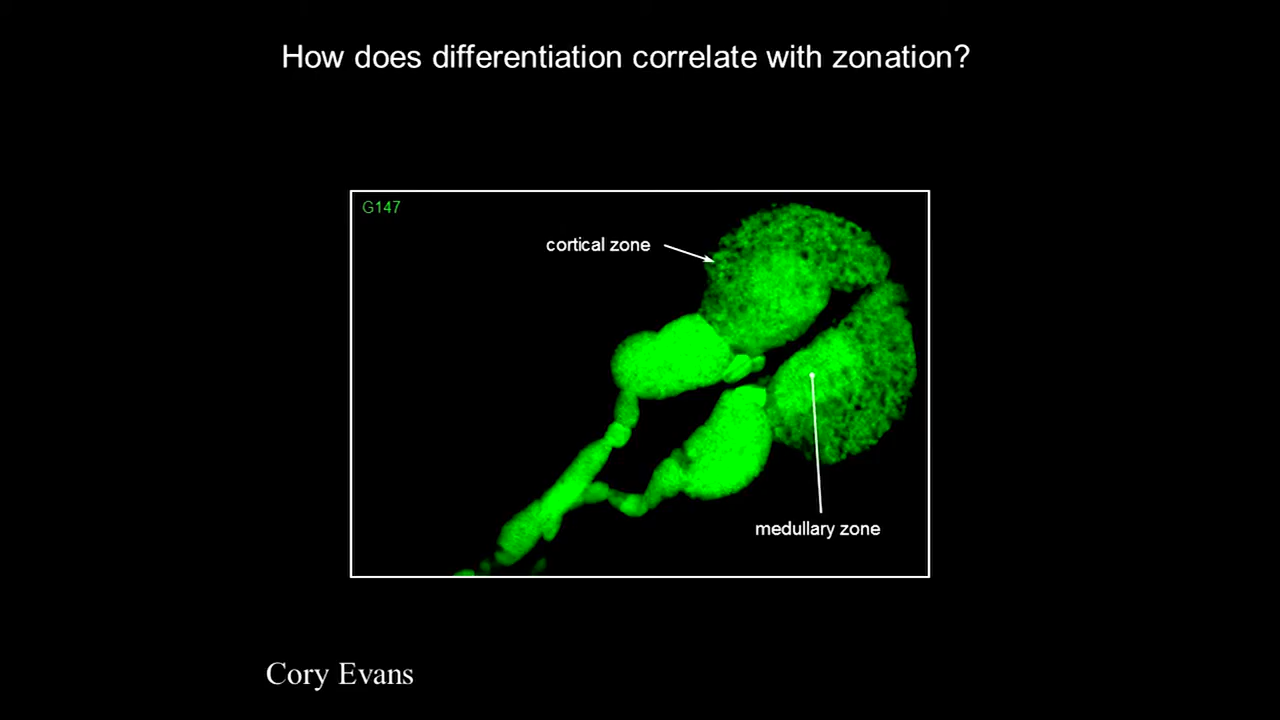 How does differentiation correlate with zonation?
G147
cortical zone
medullary zone
Cory Evans